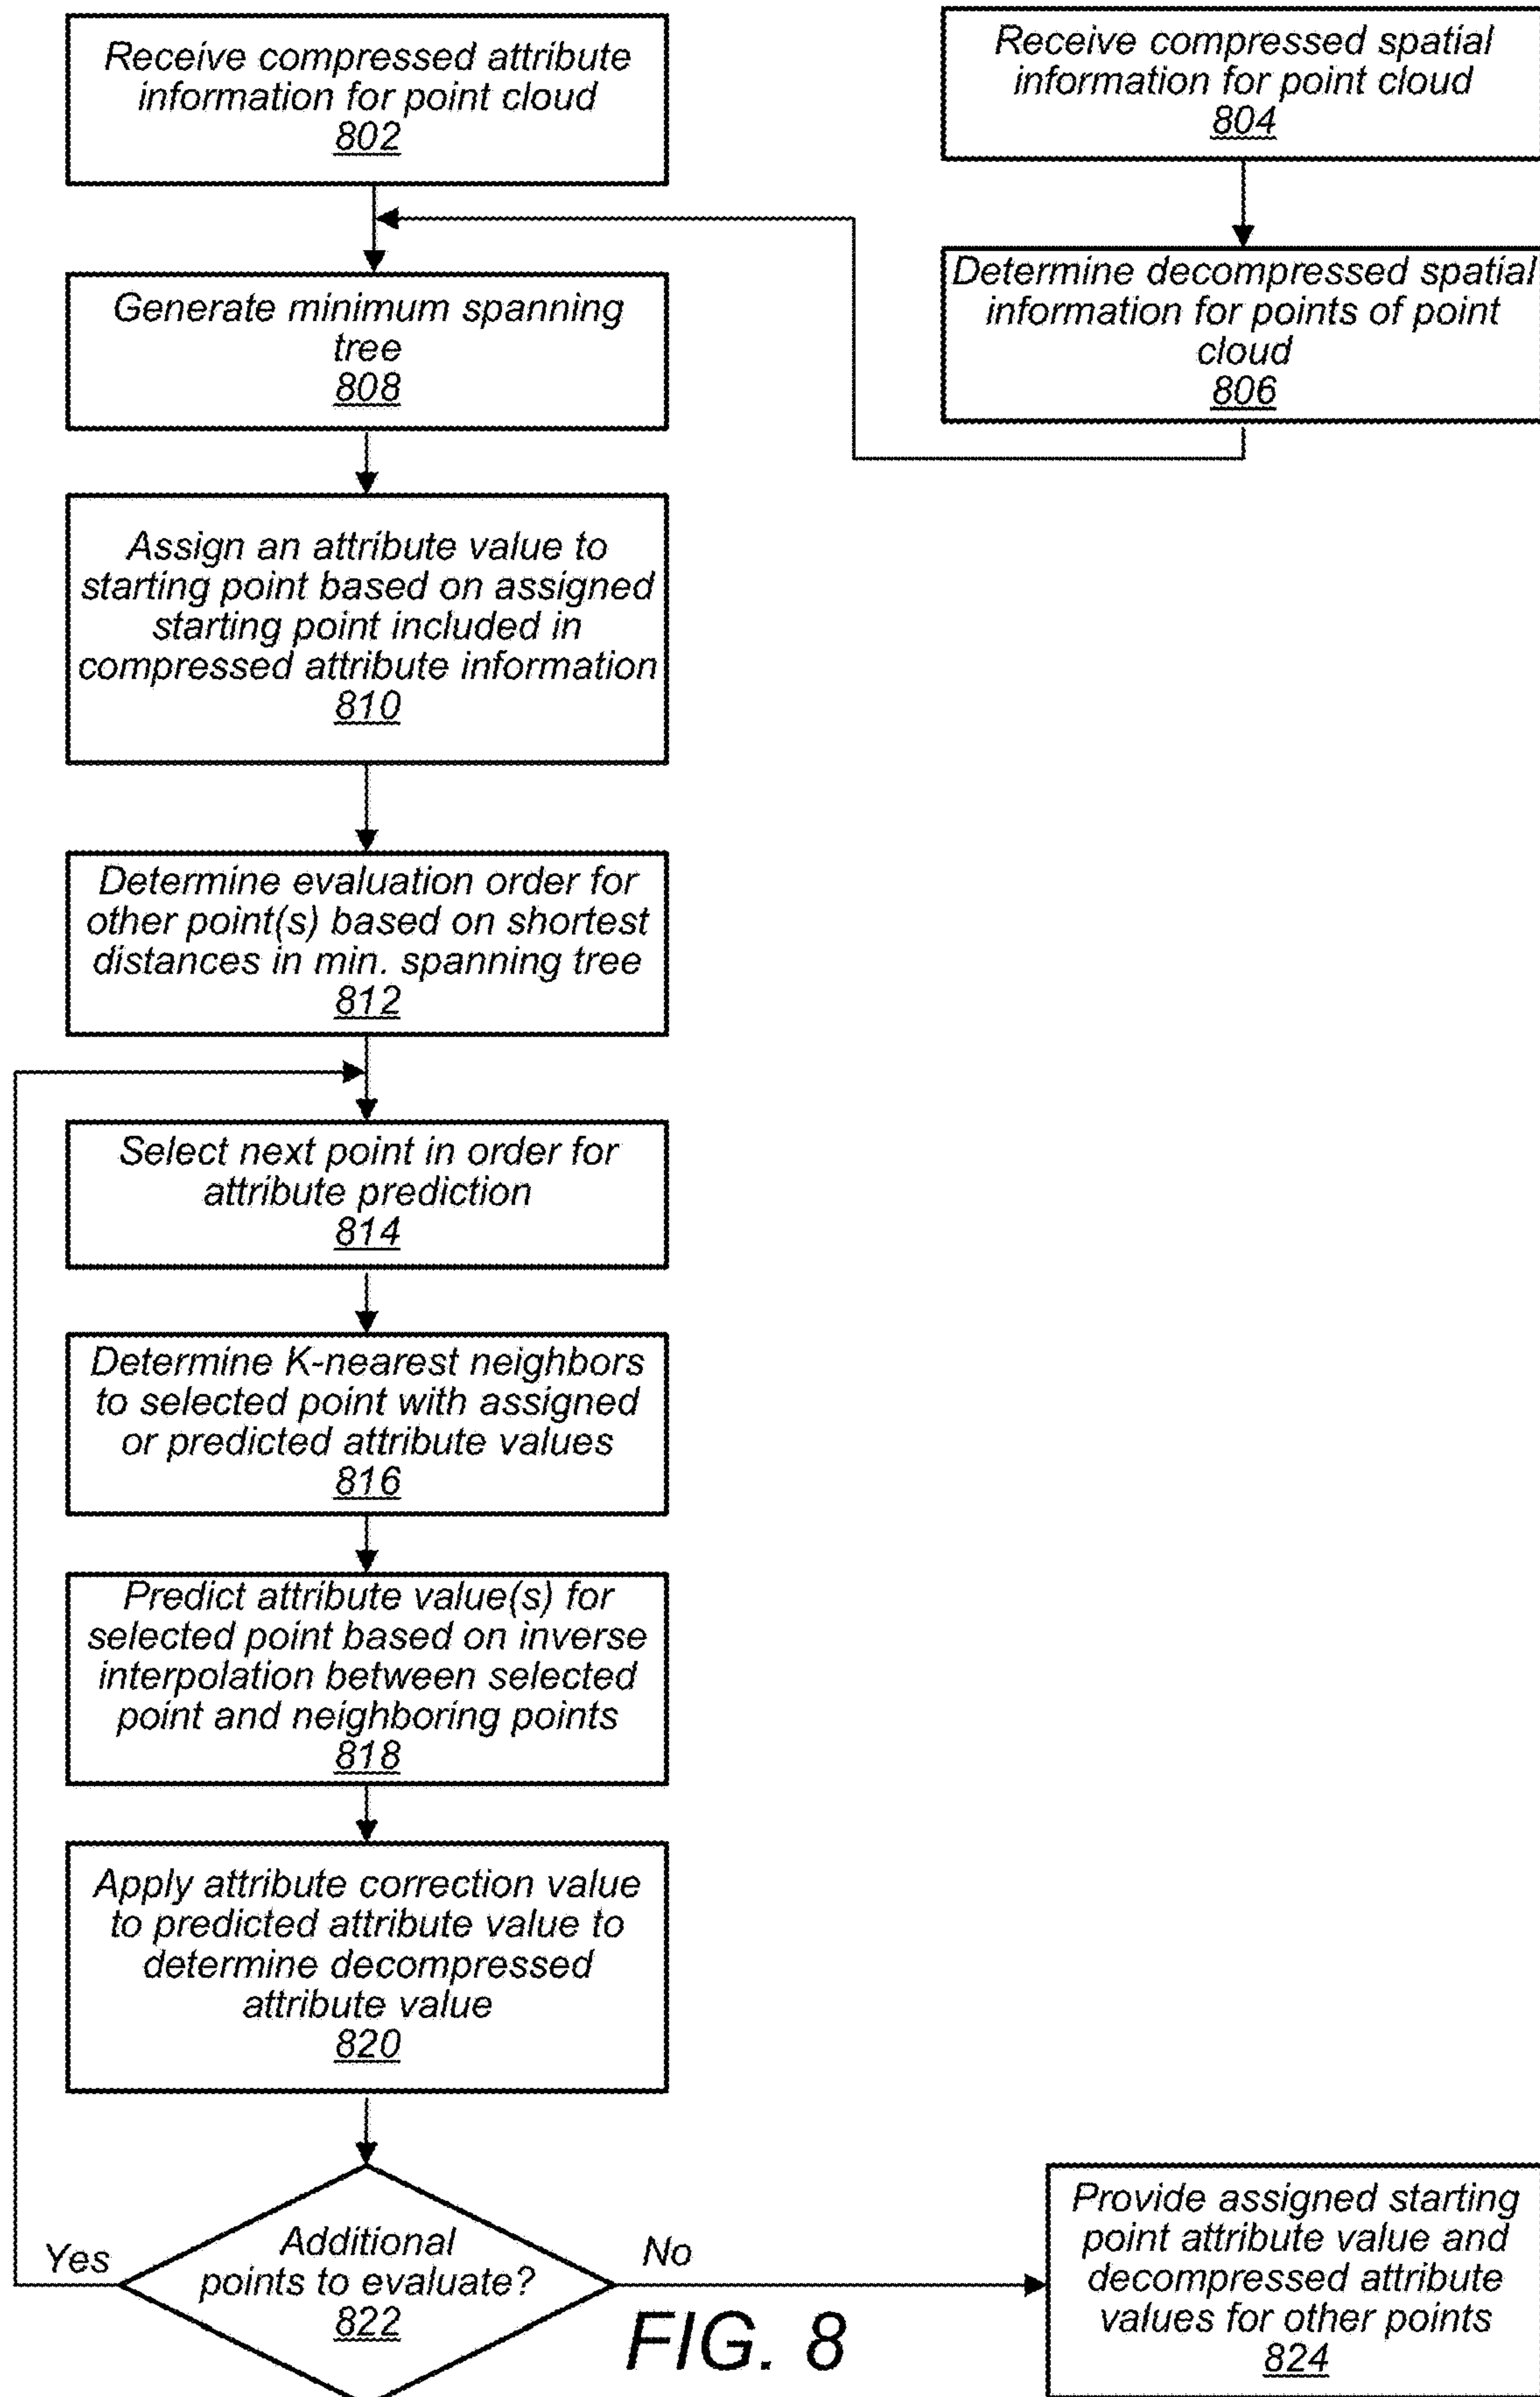 Receive compressed attribute
information for point cloud
802
Receive compressed spatial
information for point cloud
804
Determine decompressed spatial
information for points of point
cloud
806
Generate minimum spanning
tree
808
Assign an attribute value to
starting point based on assigned
starting point included in
compressed attribute information
810
Determine evaluation order for
other point(s) based on shortest
distances in min. spanning tree
812
Select next point in order for
attribute prediction
814
Determine K-nearest neighbors
to selected point with assigned
or predicted attribute values
816
Predict attribute value(s) for
selected point based on inverse
interpolation between selected
point and neighboring points
818
Apply attribute correction value
to predicted attribute value to
determine decompressed
attribute value
820
Yes
Additional
points to evaluate?
822
No
Provide assigned starting
point attribute value and
decompressed attribute
values for other points
824
FIG. 8